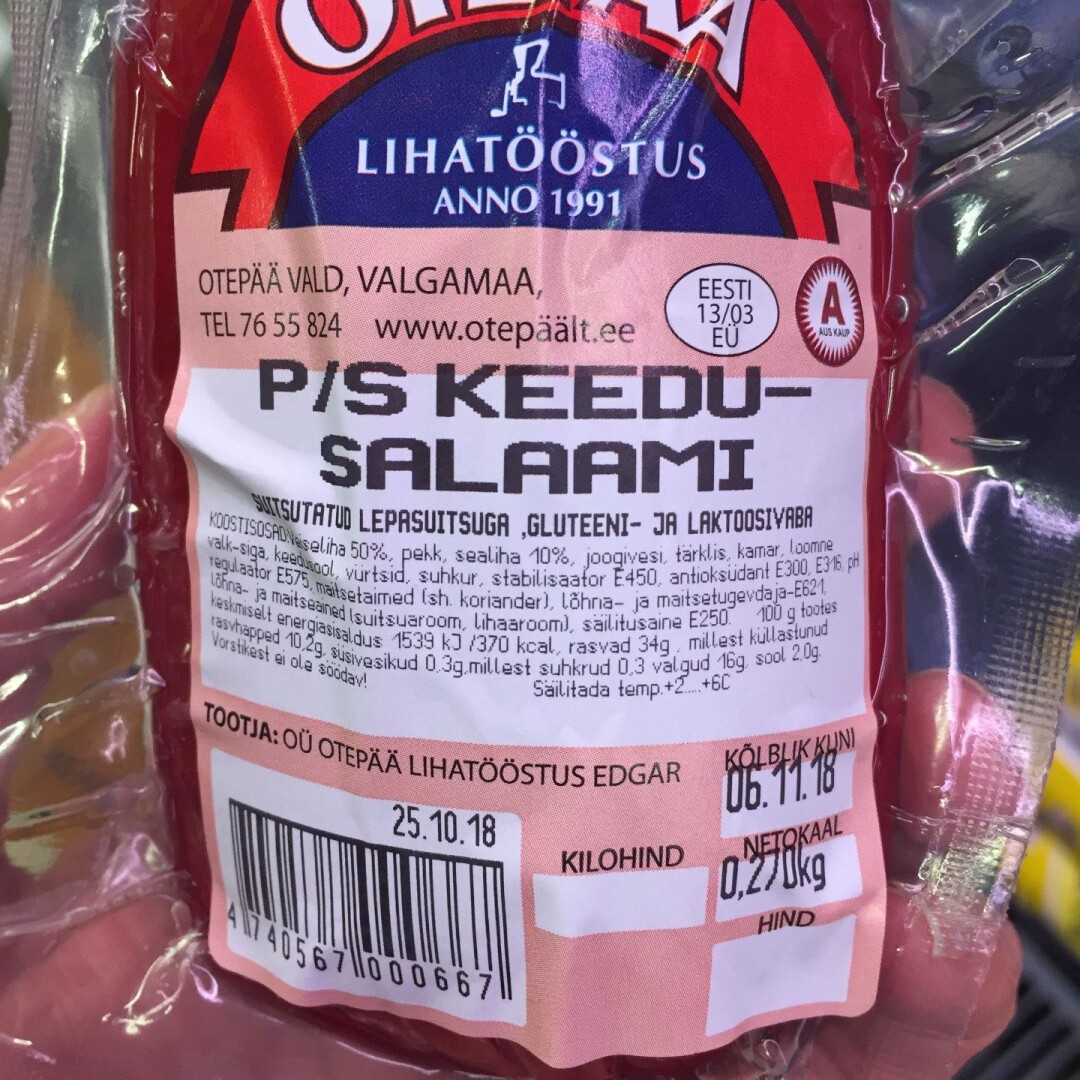 OTEPÄÄ
LIHATÖÖSTUS
ANNO 1991
OTEPÄÄ VALD, VALGAMAA,
TEL 76 55 824 www.otepäält.ee
EESTI
13/03
EÜ
A
AUS KAUP
P/S KEEDU-
SALAAMI
SUITSUTATUD LEPASUITSUGA ,GLUTEENI- JA LAKTOOSIVABA
KOOSTISOSAD:Veiseliha 50%, pekk, sealiha 10%, joogivesi, tärklis, kamar, loomne
valk-siga, keedusool, vürtsid, suhkur, stabilisaator E450, antioksüdant E300, E316, pH
regulaator E575, maitsetaimed (sh. koriander), lõhna- ja maitsetugevdaja-E621,
lõhna- ja maitseained (suitsuaroom, lihaaroom), säilitusaine E250. 100 g tootes
keskmiselt energiasisaldus 1539 kJ /370 kcal, rasvad 34g , millest küllastunud
rasvhapped 10,2g, süsivesikud 0,3g,millest suhkrud 0,3 valgud 16g, sool 2,0g.
Vorstikest ei ole söödav!
Säilitada temp.+2....+6C
TOOTJA: OÜ OTEPÄÄ LIHATÖÖSTUS EDGAR
KÕLBLIK KUNI
06.11.18
25.10.18
KILOHIND
NETOKAAL
0,270kg
HIND
4 740567 000667